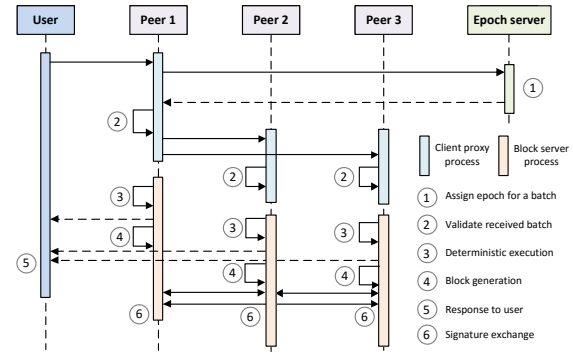 User
Peer 1
Peer 2
Peer 3
Epoch server
1
2
2
2
3
3
3
4
4
4
5
6
6
6
Client proxy
process
Block server
process
1 Assign epoch for a batch
2 Validate received batch
3 Deterministic execution
4 Block generation
5 Response to user
6 Signature exchange